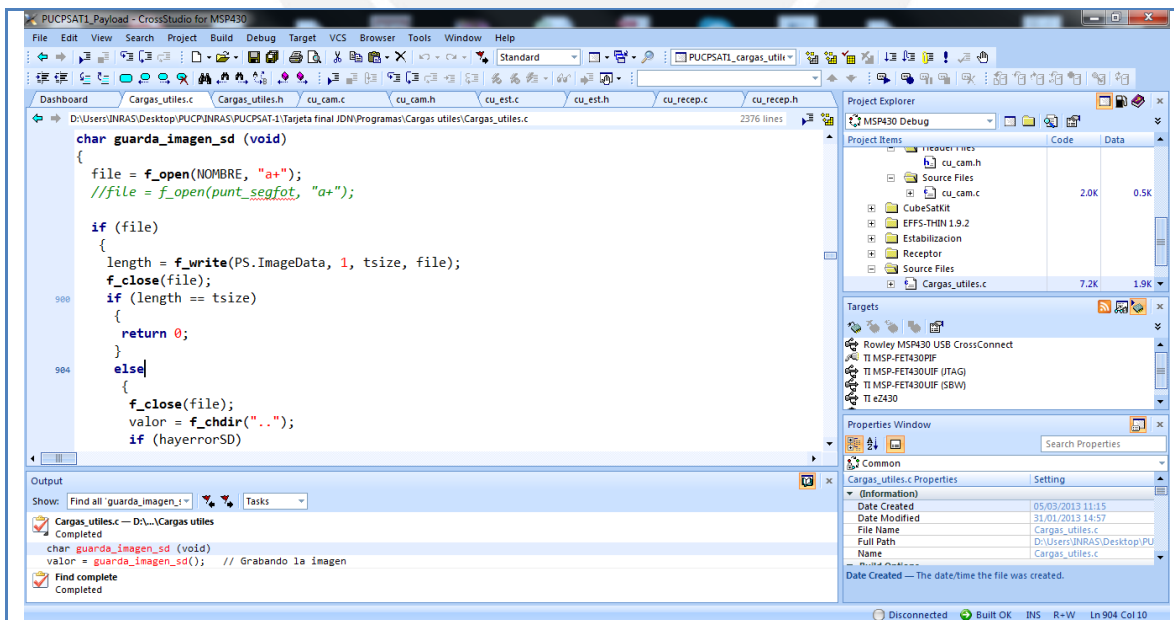 PUCPSAT1_Payload - CrossStudio for MSP430
File Edit View Search Project Build Debug Target VCS Browser Tools Window Help
Standard
PUCPSAT1_cargas_utile
Dashboard Cargas_utiles.c Cargas_utiles.h cu_cam.c cu_cam.h cu_est.c cu_est.h cu_recep.c cu_recep.h
D:\Users\INRAS\Desktop\PUCP\INRAS\PUCPSAT-1\Tarjeta final JDN\Programas\Cargas utiles\Cargas_utiles.c 2376 lines
char guarda_imagen_sd (void)
{
file = f_open(NOMBRE, "a+");
//file = f_open(punt_segfot, "a+");
if (file)
{
length = f_write(PS.ImageData, 1, tsize, file);
f_close(file);
900 if (length == tsize)
{
return 0;
}
904 else
{
f_close(file);
valor = f_chdir("..");
if (hayerrorSD)
Output
Show: Find all 'guarda_imagen_s Tasks
Cargas_utiles.c — D:\...\Cargas utiles
Completed
char guarda_imagen_sd (void)
valor = guarda_imagen_sd(); // Grabando la imagen
Find complete
Completed
Project Explorer
MSP430 Debug
Project Items Code Data
Header Files
cu_cam.h
Source Files
cu_cam.c 2.0K 0.5K
CubeSatKit
EFFS-THIN 1.9.2
Estabilizacion
Receptor
Source Files
Cargas_utiles.c 7.2K 1.9K
Targets
Rowley MSP430 USB CrossConnect
TI MSP-FET430PIF
TI MSP-FET430UIF (JTAG)
TI MSP-FET430UIF (SBW)
TI eZ430
Properties Window
Search Properties
Common
Cargas_utiles.c Properties Setting
(Information)
Date Created 05/03/2013 11:15
Date Modified 31/01/2013 14:57
File Name Cargas_utiles.c
Full Path D:\Users\INRAS\Desktop\PU
Name Cargas_utiles.c
Build Options
Date Created — The date/time the file was created.
Disconnected Built OK INS R+W Ln 904 Col 10